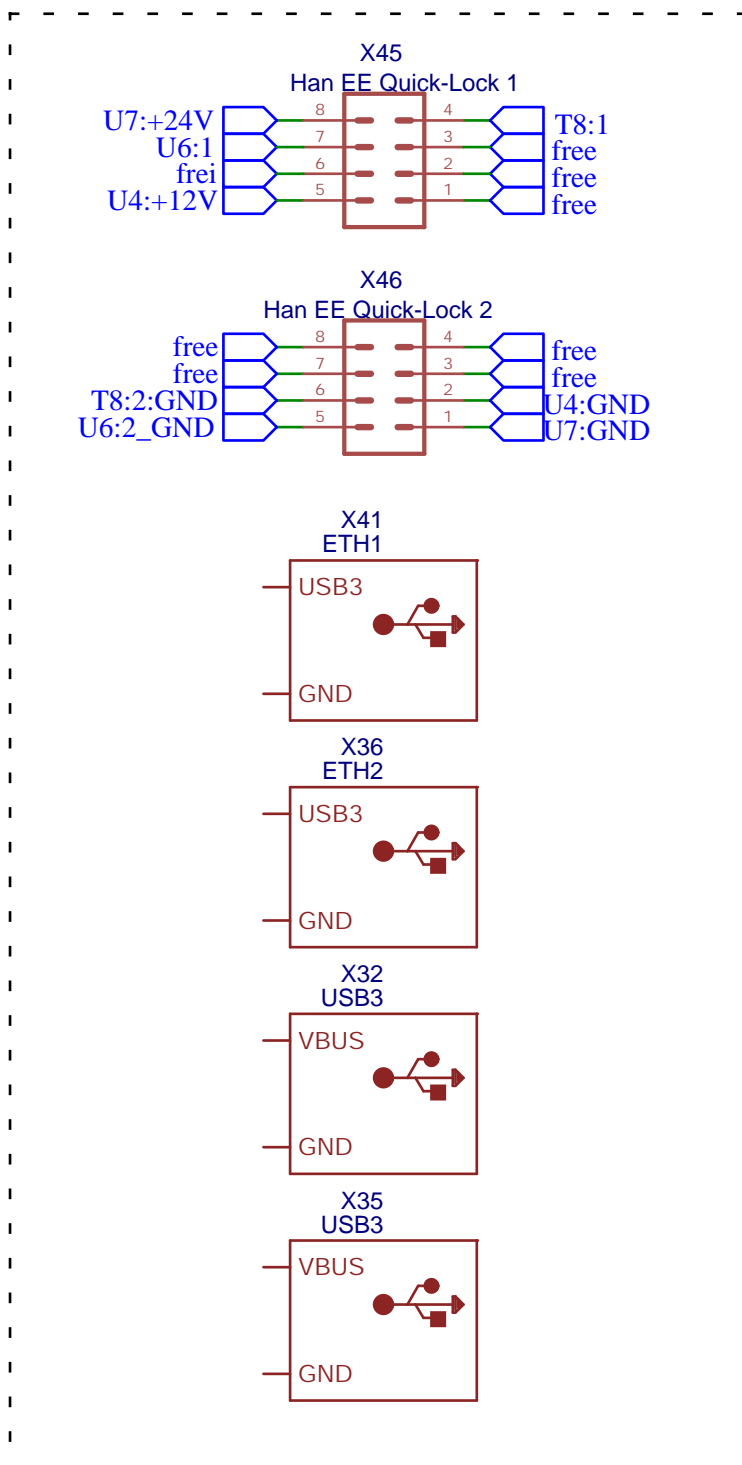 X45
Han EE Quick-Lock 1
U7:+24V 8 4 T8:1
U6:1 7 3 free
frei 6 2 free
U4:+12V 5 1 free
X46
Han EE Quick-Lock 2
free 8 4 free
free 7 3 free
T8:2:GND 6 2 U4:GND
U6:2_GND 5 1 U7:GND
X41
ETH1
USB3
GND
X36
ETH2
USB3
GND
X32
USB3
VBUS
GND
X35
USB3
VBUS
GND